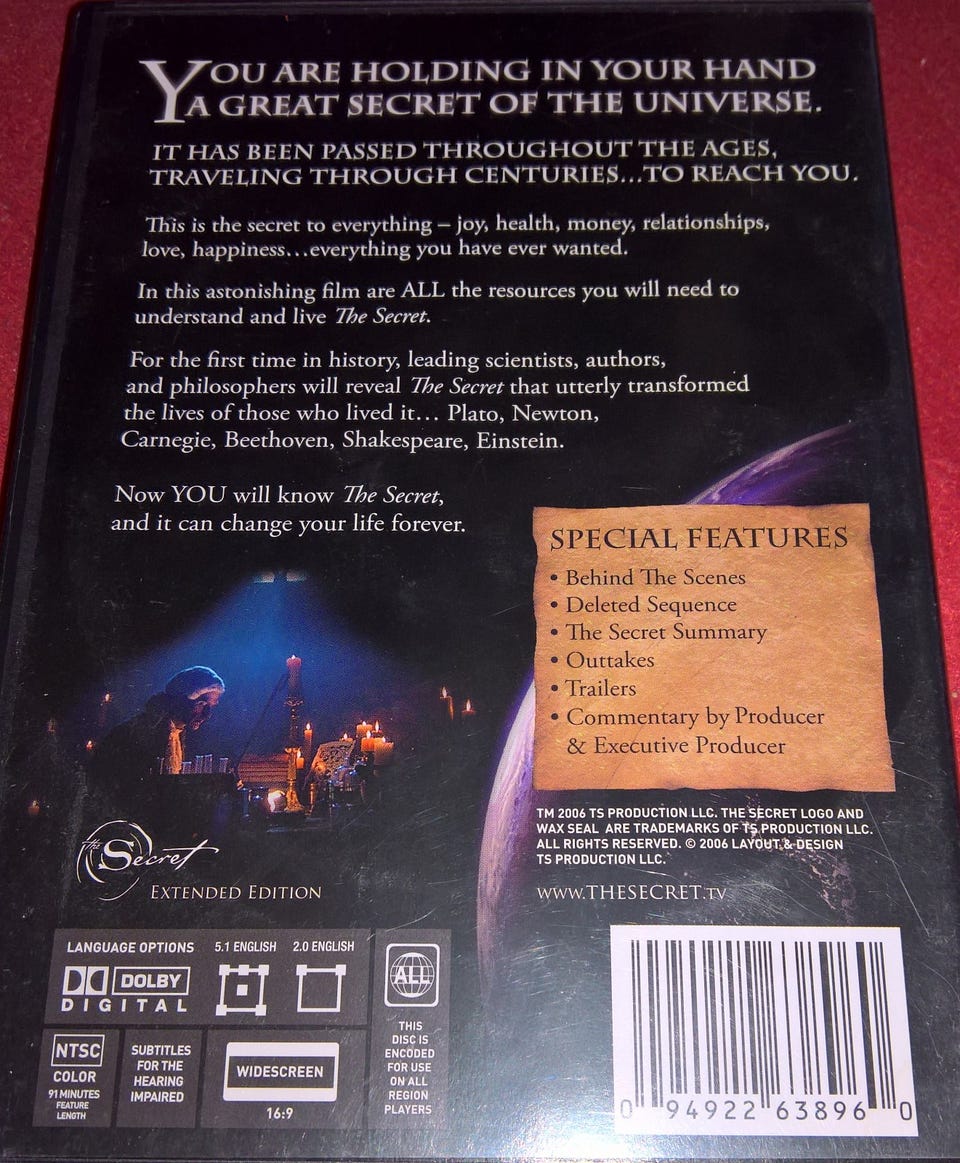 YOU ARE HOLDING IN YOUR HAND
A GREAT SECRET OF THE UNIVERSE.
IT HAS BEEN PASSED THROUGHOUT THE AGES,
TRAVELING THROUGH CENTURIES...TO REACH YOU.
This is the secret to everything – joy, health, money, relationships,
love, happiness...everything you have ever wanted.
In this astonishing film are ALL the resources you will need to
understand and live The Secret.
For the first time in history, leading scientists, authors,
and philosophers will reveal The Secret that utterly transformed
the lives of those who lived it... Plato, Newton,
Carnegie, Beethoven, Shakespeare, Einstein.
Now YOU will know The Secret,
and it can change your life forever.
SPECIAL FEATURES
• Behind The Scenes
• Deleted Sequence
• The Secret Summary
• Outtakes
• Trailers
• Commentary by Producer
& Executive Producer
TM 2006 TS PRODUCTION LLC. THE SECRET LOGO AND
WAX SEAL ARE TRADEMARKS OF TS PRODUCTION LLC.
ALL RIGHTS RESERVED. © 2006 LAYOUT & DESIGN
TS PRODUCTION LLC.
WWW.THESECRET.TV
the Secret
EXTENDED EDITION
LANGUAGE OPTIONS 5.1 ENGLISH 2.0 ENGLISH
DOLBY
DIGITAL
ALL
THIS
DISC IS
ENCODED
FOR USE
ON ALL
REGION
PLAYERS
NTSC
COLOR
91 MINUTES
FEATURE
LENGTH
SUBTITLES
FOR THE
HEARING
IMPAIRED
WIDESCREEN
16:9
0 94922 63896 0